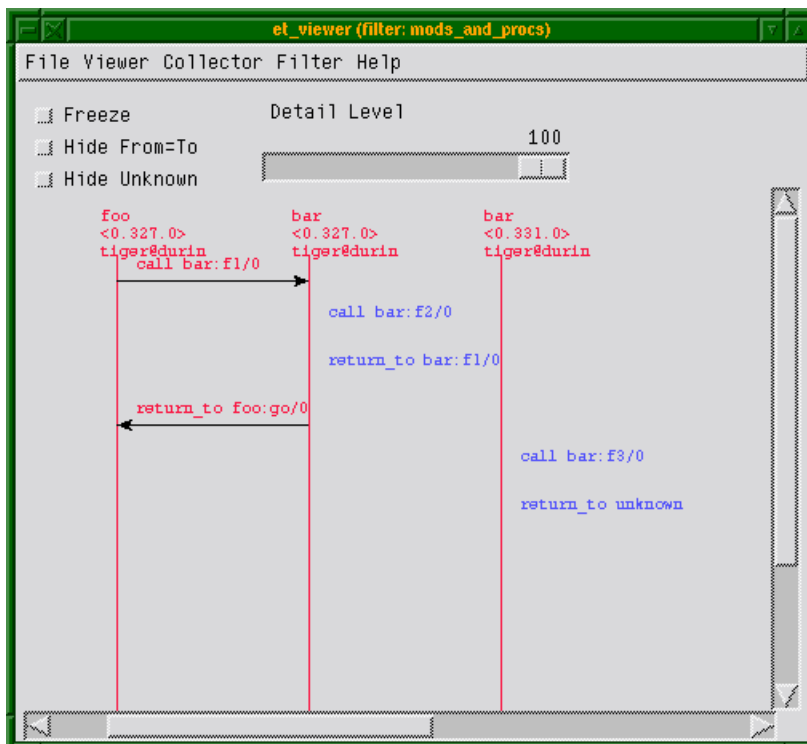 et_viewer (filter: mods_and_procs)
File Viewer Collector Filter Help
Freeze
Hide From=To
Hide Unknown
Detail Level
100
foo
<0.327.0>
tiger@durin
bar
<0.327.0>
tiger@durin
bar
<0.331.0>
tiger@durin
call bar:f1/0
call bar:f2/0
return_to bar:f1/0
return_to foo:go/0
call bar:f3/0
return_to unknown